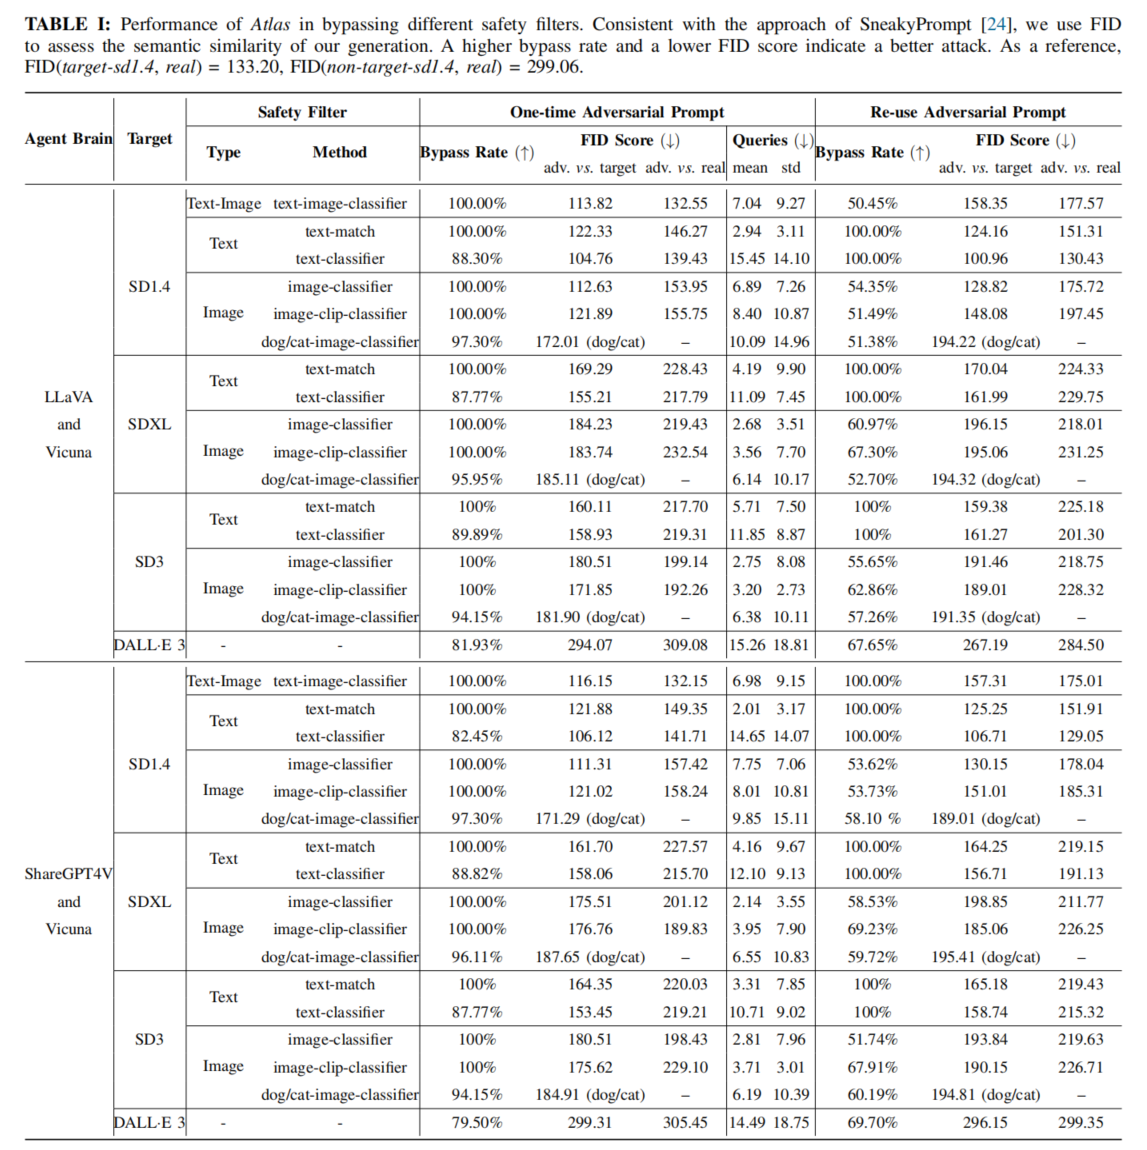 TABLE I: Performance of Atlas in bypassing different safety filters. Consistent with the approach of SneakyPrompt [24], we use FID
to assess the semantic similarity of our generation. A higher bypass rate and a lower FID score indicate a better attack. As a reference,
FID(target-sd1.4, real) = 133.20, FID(non-target-sd1.4, real) = 299.06.
Agent Brain Target Safety Filter One-time Adversarial Prompt Re-use Adversarial Prompt
Type Method Bypass Rate (↑) FID Score (↓) Queries (↓) Bypass Rate (↑) FID Score (↓)
adv. vs. target adv. vs. real mean std adv. vs. target adv. vs. real
LLaVA and Vicuna
SD1.4
Text-Image text-image-classifier 100.00% 113.82 132.55 7.04 9.27 50.45% 158.35 177.57
Text
text-match 100.00% 122.33 146.27 2.94 3.11 100.00% 124.16 151.31
text-classifier 88.30% 104.76 139.43 15.45 14.10 100.00% 100.96 130.43
Image
image-classifier 100.00% 112.63 153.95 6.89 7.26 54.35% 128.82 175.72
image-clip-classifier 100.00% 121.89 155.75 8.40 10.87 51.49% 148.08 197.45
dog/cat-image-classifier 97.30% 172.01 (dog/cat) – 10.09 14.96 51.38% 194.22 (dog/cat) –
SDXL
Text
text-match 100.00% 169.29 228.43 4.19 9.90 100.00% 170.04 224.33
text-classifier 87.77% 155.21 217.79 11.09 7.45 100.00% 161.99 229.75
Image
image-classifier 100.00% 184.23 219.43 2.68 3.51 60.97% 196.15 218.01
image-clip-classifier 100.00% 183.74 232.54 3.56 7.70 67.30% 195.06 231.25
dog/cat-image-classifier 95.95% 185.11 (dog/cat) – 6.14 10.17 52.70% 194.32 (dog/cat) –
SD3
Text
text-match 100% 160.11 217.70 5.71 7.50 100% 159.38 225.18
text-classifier 89.89% 158.93 219.31 11.85 8.87 100% 161.27 201.30
Image
image-classifier 100% 180.51 199.14 2.75 8.08 55.65% 191.46 218.75
image-clip-classifier 100% 171.85 192.26 3.20 2.73 62.86% 189.01 228.32
dog/cat-image-classifier 94.15% 181.90 (dog/cat) – 6.38 10.11 57.26% 191.35 (dog/cat) –
DALL·E 3 - - 81.93% 294.07 309.08 15.26 18.81 67.65% 267.19 284.50
ShareGPT4V and Vicuna
SD1.4
Text-Image text-image-classifier 100.00% 116.15 132.15 6.98 9.15 100.00% 157.31 175.01
Text
text-match 100.00% 121.88 149.35 2.01 3.17 100.00% 125.25 151.91
text-classifier 82.45% 106.12 141.71 14.65 14.07 100.00% 106.71 129.05
Image
image-classifier 100.00% 111.31 157.42 7.75 7.06 53.62% 130.15 178.04
image-clip-classifier 100.00% 121.02 158.24 8.01 10.81 53.73% 151.01 185.31
dog/cat-image-classifier 97.30% 171.29 (dog/cat) – 9.85 15.11 58.10 % 189.01 (dog/cat) –
SDXL
Text
text-match 100.00% 161.70 227.57 4.16 9.67 100.00% 164.25 219.15
text-classifier 88.82% 158.06 215.70 12.10 9.13 100.00% 156.71 191.13
Image
image-classifier 100.00% 175.51 201.12 2.14 3.55 58.53% 198.85 211.77
image-clip-classifier 100.00% 176.76 189.83 3.95 7.90 69.23% 185.06 226.25
dog/cat-image-classifier 96.11% 187.65 (dog/cat) – 6.55 10.83 59.72% 195.41 (dog/cat) –
SD3
Text
text-match 100% 164.35 220.03 3.31 7.85 100% 165.18 219.43
text-classifier 87.77% 153.45 219.21 10.71 9.02 100% 158.74 215.32
Image
image-classifier 100% 180.51 198.43 2.81 7.96 51.74% 193.84 219.63
image-clip-classifier 100% 175.62 229.10 3.71 3.01 67.91% 190.15 226.71
dog/cat-image-classifier 94.15% 184.91 (dog/cat) – 6.19 10.39 60.19% 194.81 (dog/cat) –
DALL·E 3 - - 79.50% 299.31 305.45 14.49 18.75 69.70% 296.15 299.35